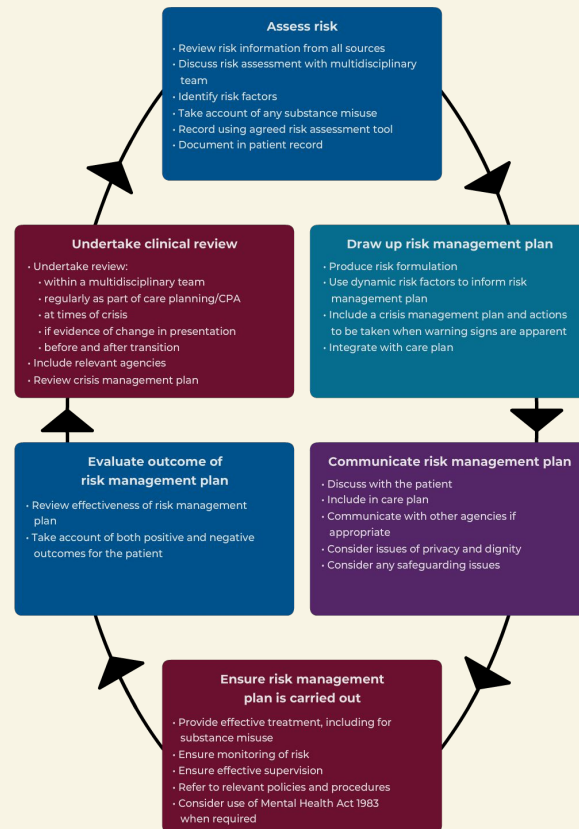 Assess risk
• Review risk information from all sources
• Discuss risk assessment with multidisciplinary
team
• Identify risk factors
• Take account of any substance misuse
• Record using agreed risk assessment tool
• Document in patient record
Draw up risk management plan
• Produce risk formulation
• Use dynamic risk factors to inform risk
management plan
• Include a crisis management plan and actions
to be taken when warning signs are apparent
• Integrate with care plan
Communicate risk management plan
• Discuss with the patient
• Include in care plan
• Communicate with other agencies if
appropriate
• Consider issues of privacy and dignity
• Consider any safeguarding issues
Ensure risk management
plan is carried out
• Provide effective treatment, including for
substance misuse
• Ensure monitoring of risk
• Ensure effective supervision
• Refer to relevant policies and procedures
• Consider use of Mental Health Act 1983
when required
Evaluate outcome of
risk management plan
• Review effectiveness of risk management
plan
• Take account of both positive and negative
outcomes for the patient
Undertake clinical review
• Undertake review:
• within a multidisciplinary team
• regularly as part of care planning/CPA
• at times of crisis
• if evidence of change in presentation
• before and after transition
• Include relevant agencies
• Review crisis management plan